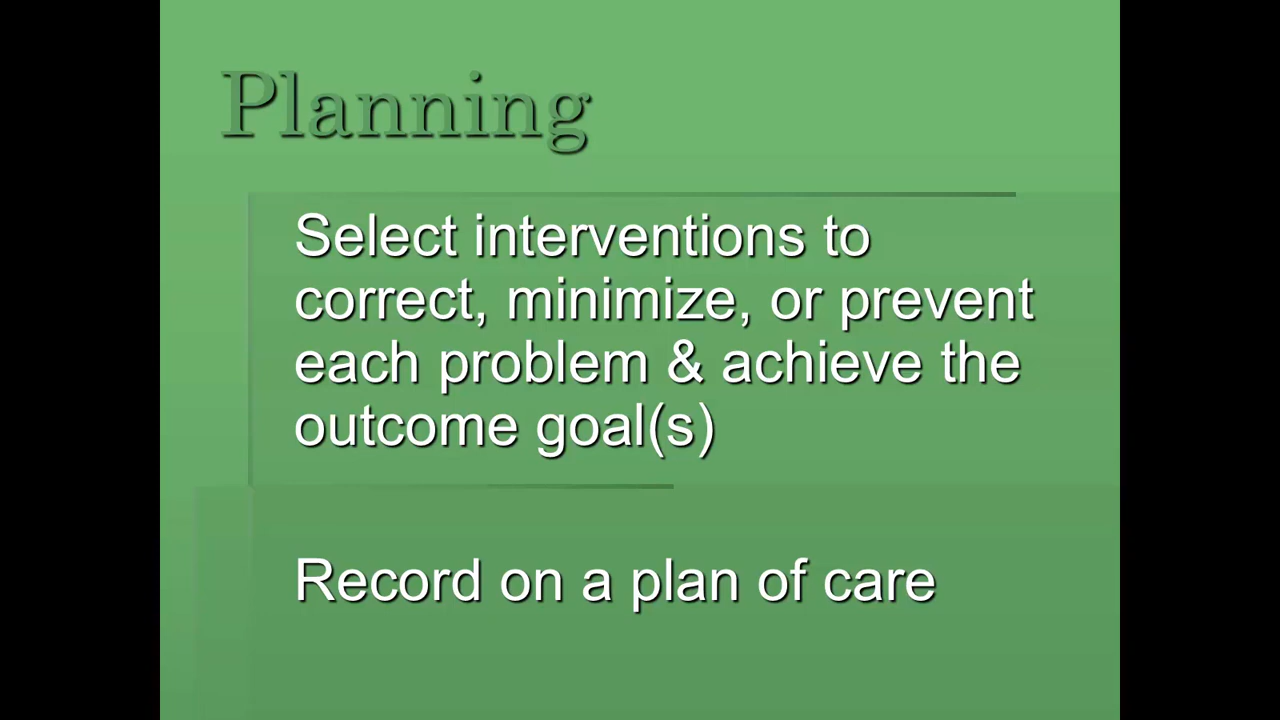 Planning
Select interventions to
correct, minimize, or prevent
each problem & achieve the
outcome goal(s)
Record on a plan of care